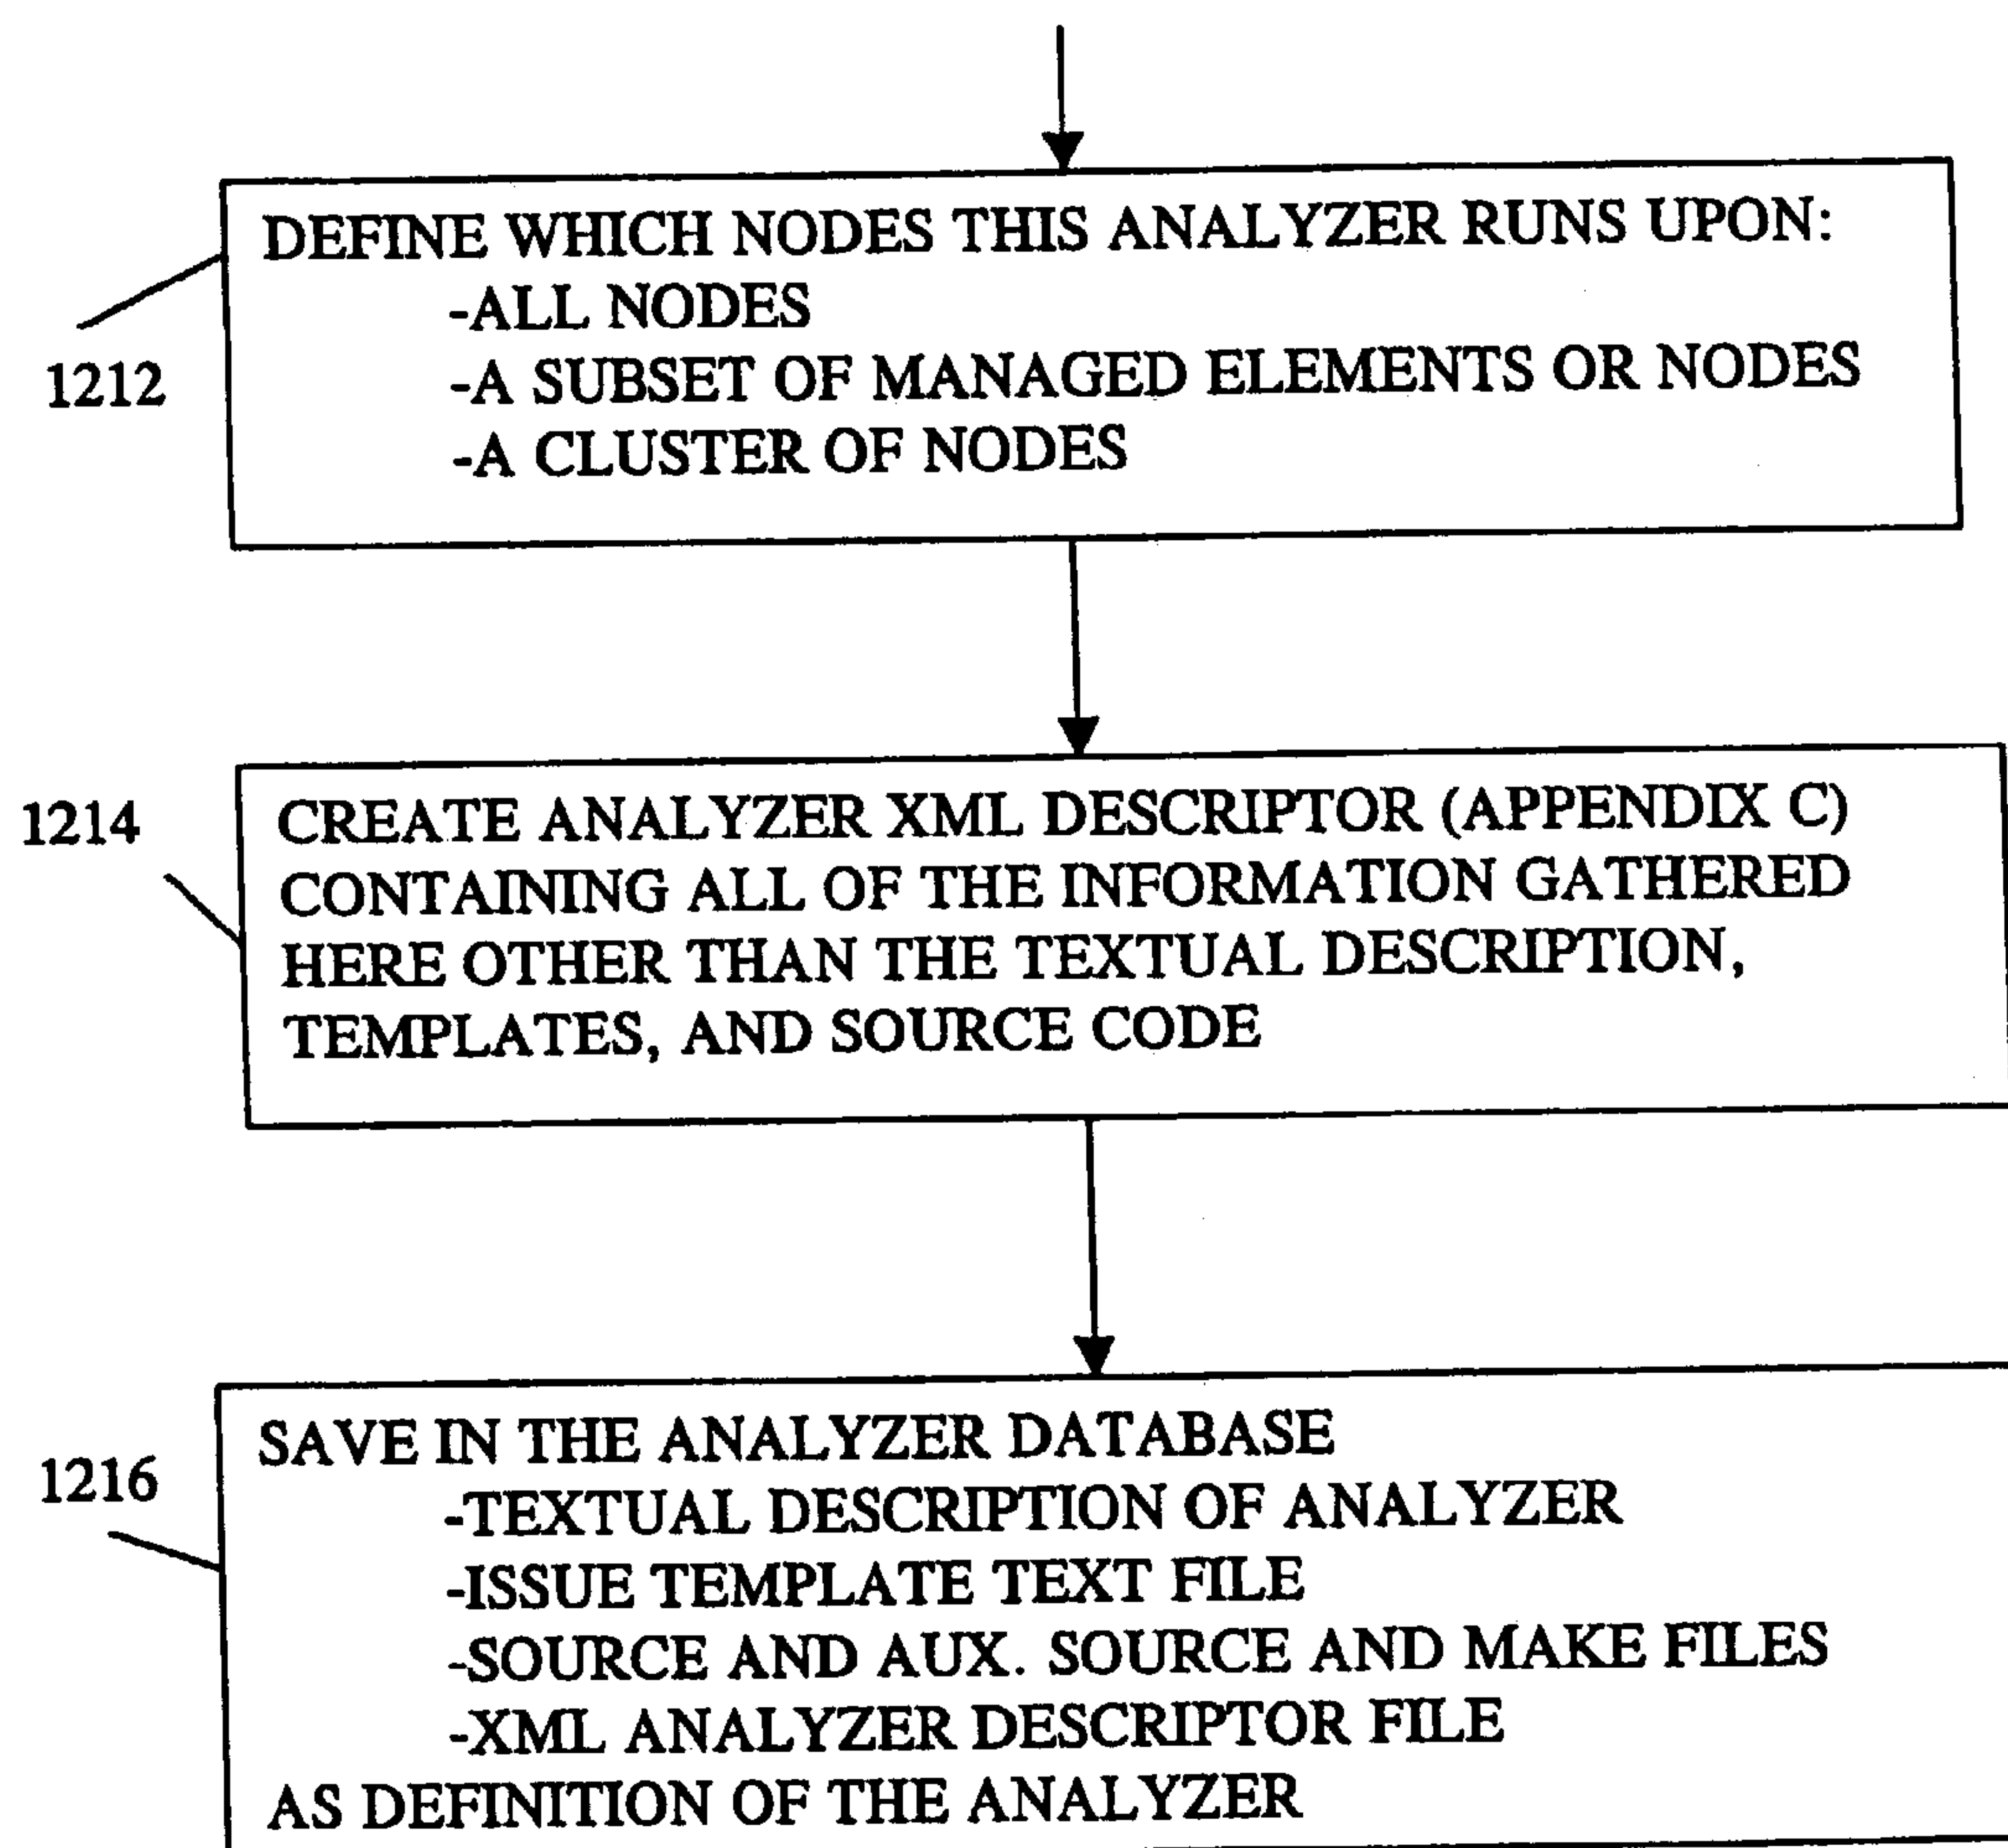 DEFINE WHICH NODES THIS ANALYZER RUNS UPON:
-ALL NODES
-A SUBSET OF MANAGED ELEMENTS OR NODES
-A CLUSTER OF NODES
1212
1214
CREATE ANALYZER XML DESCRIPTOR (APPENDIX C)
CONTAINING ALL OF THE INFORMATION GATHERED
HERE OTHER THAN THE TEXTUAL DESCRIPTION,
TEMPLATES, AND SOURCE CODE
1216
SAVE IN THE ANALYZER DATABASE
-TEXTUAL DESCRIPTION OF ANALYZER
-ISSUE TEMPLATE TEXT FILE
-SOURCE AND AUX. SOURCE AND MAKE FILES
-XML ANALYZER DESCRIPTOR FILE
AS DEFINITION OF THE ANALYZER